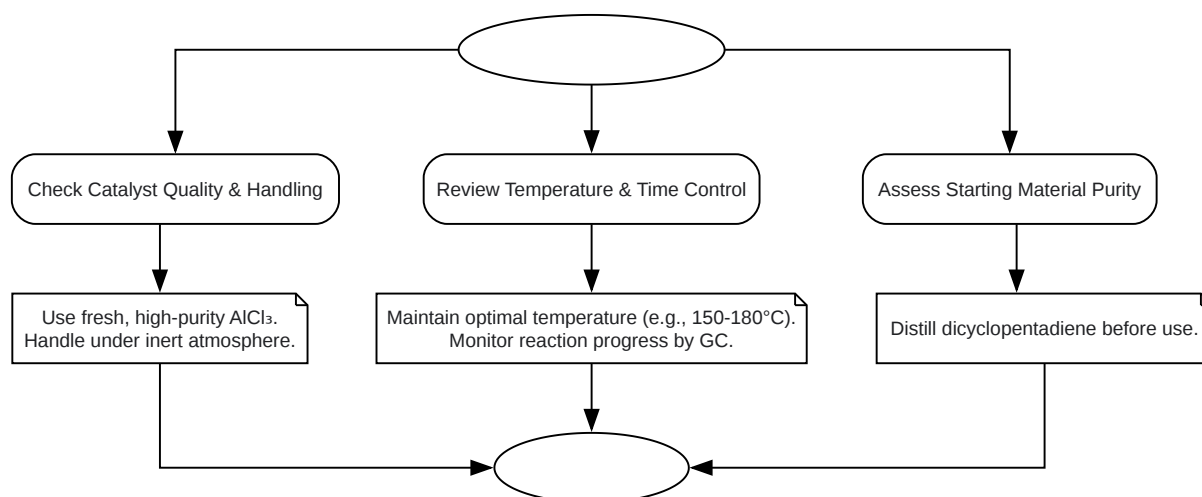 Check Catalyst Quality & Handling
Review Temperature & Time Control
Assess Starting Material Purity
Use fresh, high-purity AlCl₃.
Handle under inert atmosphere.
Maintain optimal temperature (e.g., 150-180°C).
Monitor reaction progress by GC.
Distill dicyclopentadiene before use.